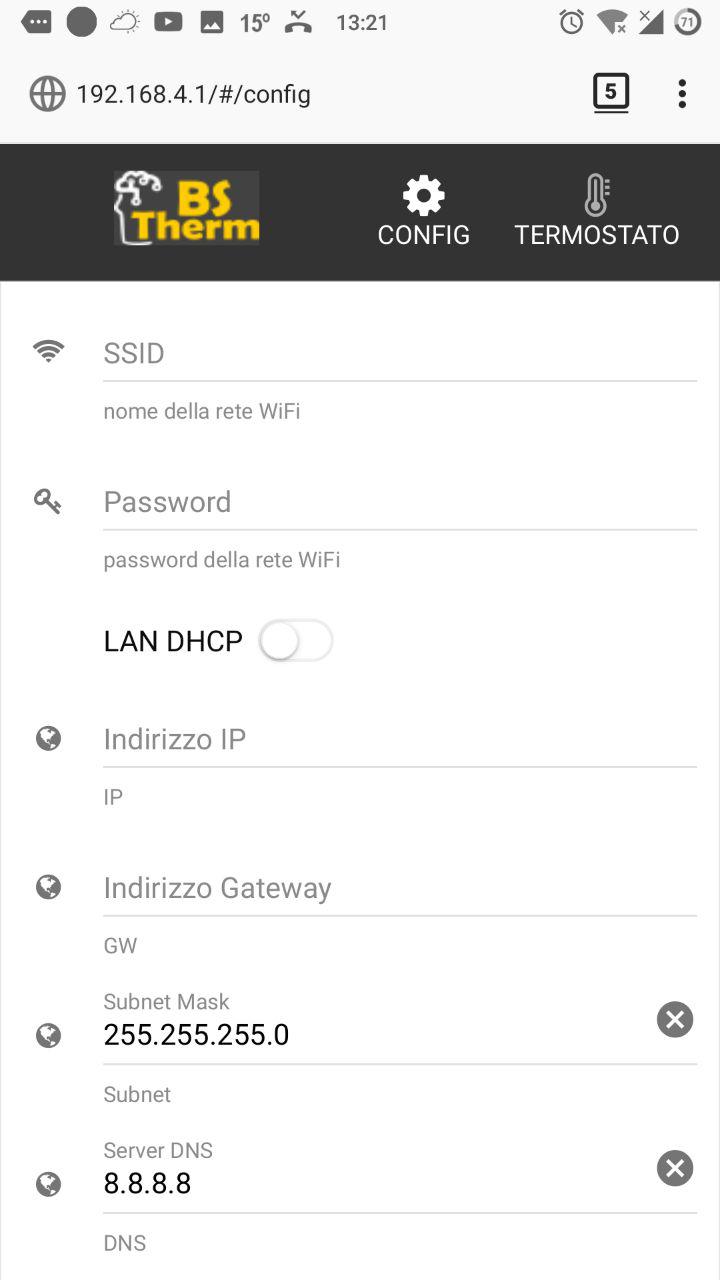 15º
13:21
71
192.168.4.1/#/config
5
BS
Therm
CONFIG
TERMOSTATO
SSID
nome della rete WiFi
Password
password della rete WiFi
LAN DHCP
Indirizzo IP
IP
Indirizzo Gateway
GW
Subnet Mask
255.255.255.0
Subnet
Server DNS
8.8.8.8
DNS